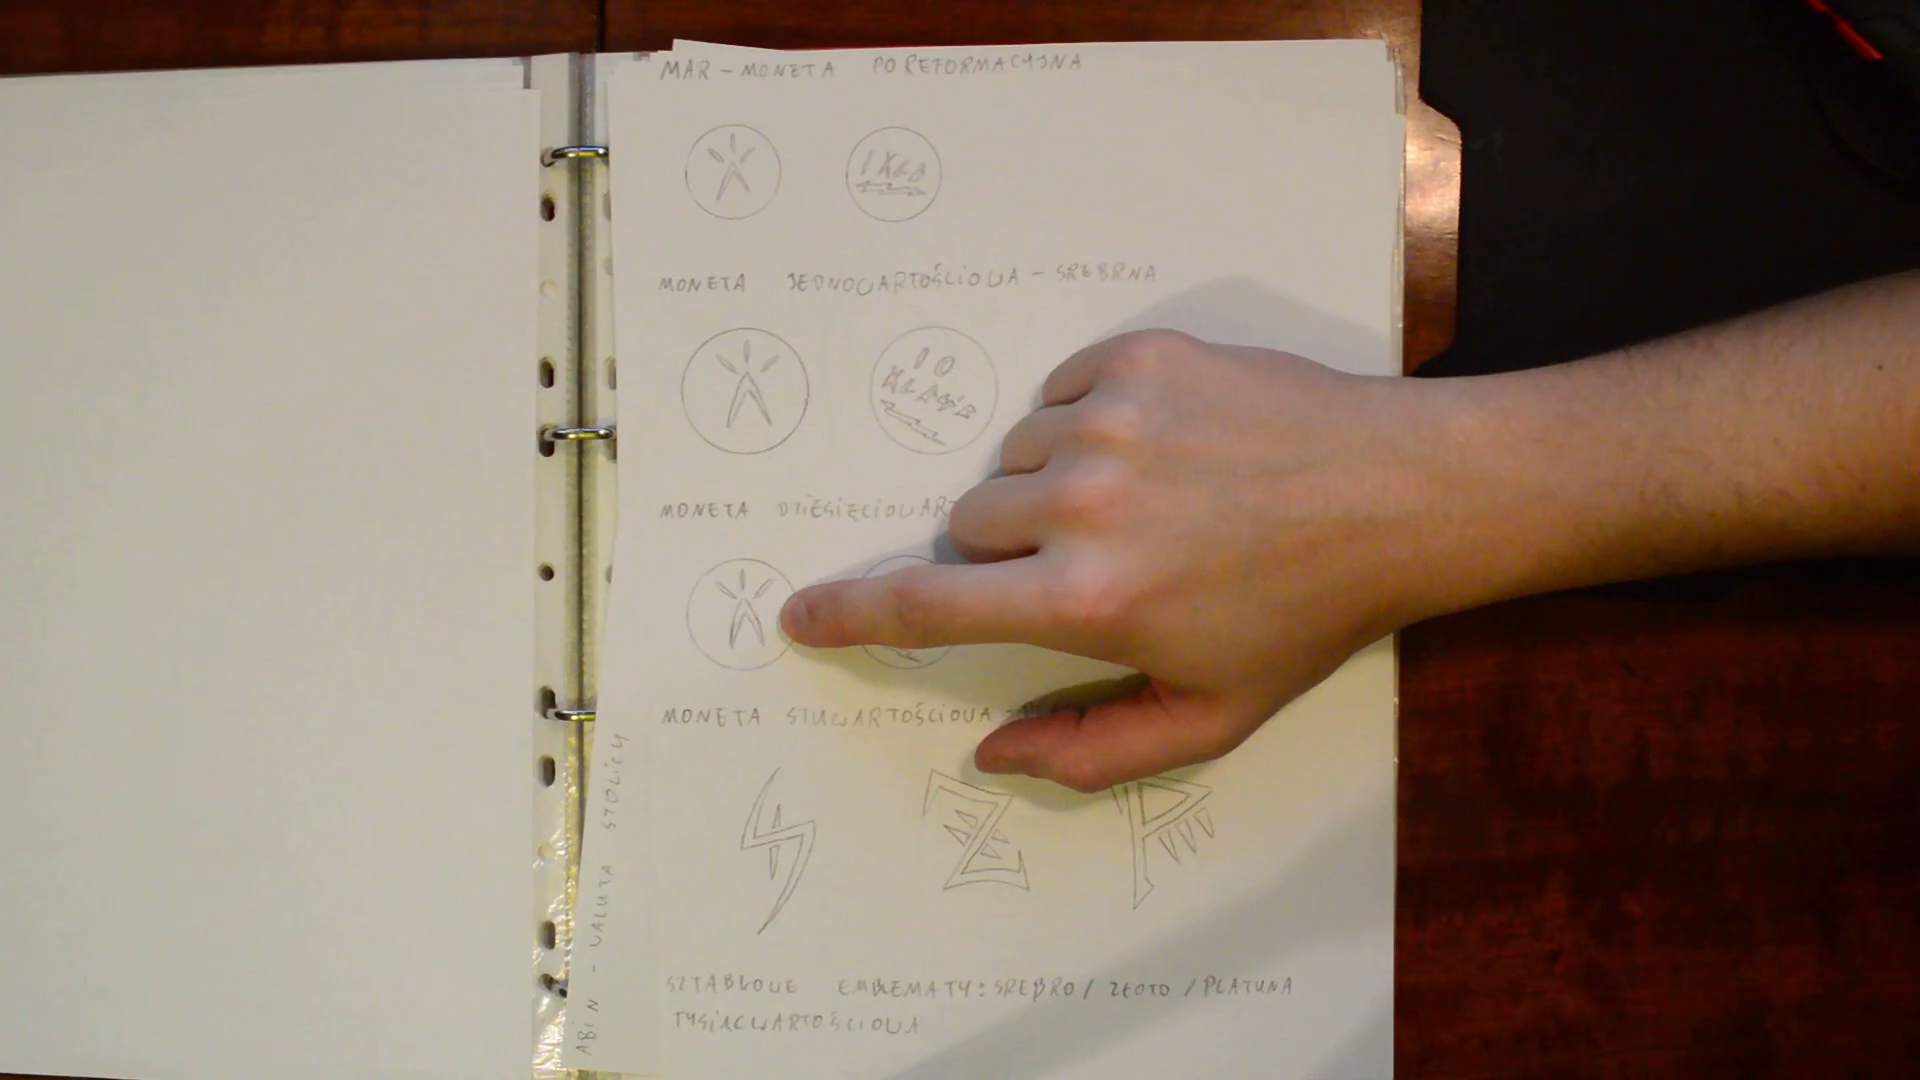 MAR - MONETA POREFORMACYJNA
MONETA JEDNOWARTOŚCIOWA - SREBRNA
10
MONETA DZIESIĘCIOWART
MONETA STUWARTOŚCIOWA -
SZTABKOWE EMBLEMATY: SREBRO / ZŁOTO / PLATYNA
TYSIĄCWARTOŚCIOWA
ABIN - WALUTA STOLICY